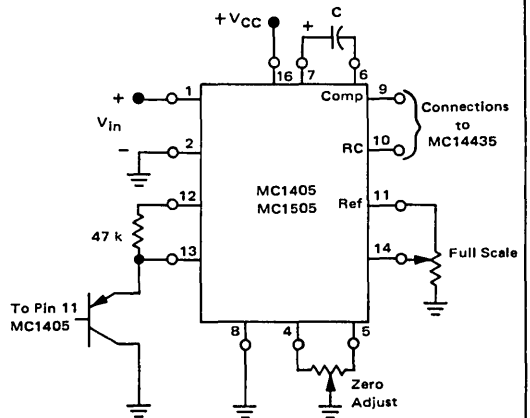 + VCC
+
C
16
7
6
+
1
Comp
9
Connections
to
MC14435
Vin
−
2
RC
10
MC1405
MC1505
12
Ref
11
47 k
13
14
Full Scale
To Pin 11
MC1405
8
4
5
Zero
Adjust